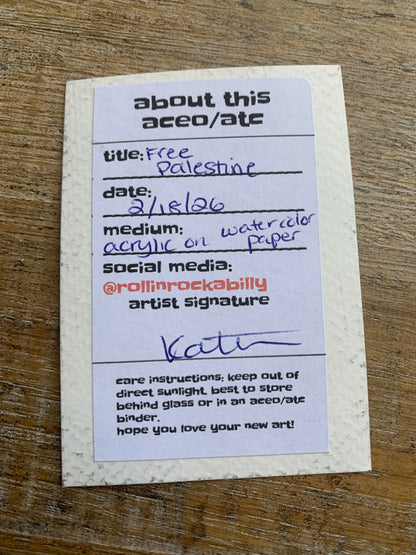 about this
aceo/atc
title: Free
Palestine
date:
2/18/26
medium:
acrylic on watercolor
paper
social media:
@rollinrockabilly
artist signature
care instructions: keep out of
direct sunlight. best to store
behind glass or in an aceo/atc
binder.
hope you love your new art!